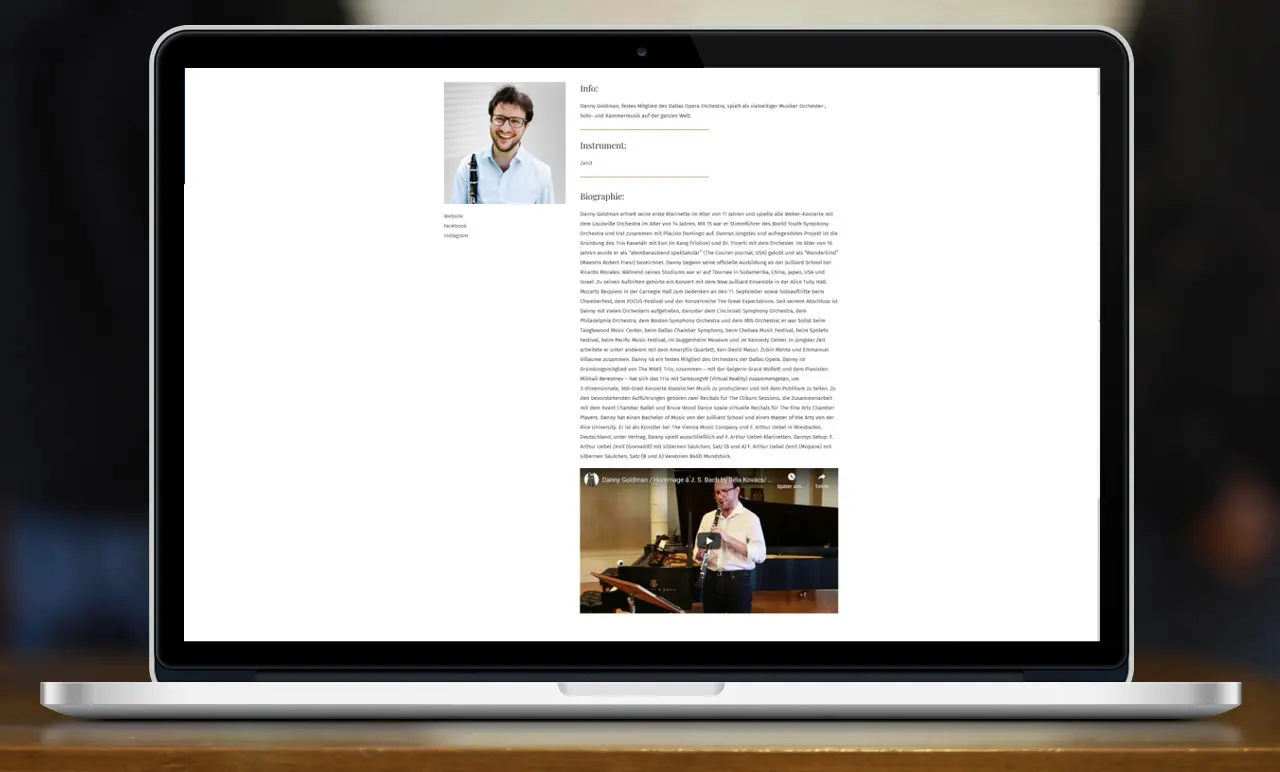 Info:
Danny Goldman, festes Mitglied des Dallas Opera Orchestra, spielt als vielseitiger Musiker Orchester-,
Solo- und Kammermusik auf der ganzen Welt.
Instrument:
Zenit
Website
Facebook
Instagram
Biographie:
Danny Goldman erhielt seine erste Klarinette im Alter von 11 Jahren und spielte alle Weber-Konzerte mit
dem Louisville Orchestra im Alter von 14 Jahren. Mit 15 war er Stimmführer des World Youth Symphony
Orchestra und trat zusammen mit Plácido Domingo auf. Dannys jüngstes und aufregendstes Projekt ist die
Gründung des Trio Kavanáh mit Eun Jin Kang (Violine) und Dr. Thverti mit dem Orchester. Im Alter von 16
Jahren wurde er als "atemberaubend spektakulär" (The Courier-Journal, USA) gelobt und als "Wunderkind"
(Maestro Robert Franz) bezeichnet. Danny begann seine offizielle Ausbildung an der Juilliard School bei
Ricardo Morales. Während seines Studiums war er auf Tournee in Südamerika, China, Japan, USA und
Israel. Zu seinen Auftritten gehörte ein Konzert mit dem New Juilliard Ensemble in der Alice Tully Hall,
Mozarts Requiem in der Carnegie Hall zum Gedenken an den 11. September sowie Soloauftritte beim
Chamberfest, dem FOCUS-Festival und der Konzertreihe The Great Expectations. Seit seinem Abschluss ist
Danny mit vielen Orchestern aufgetreten, darunter dem Cincinnati Symphony Orchestra, dem
Philadelphia Orchestra, dem Boston Symphony Orchestra und dem IRIS Orchestra; er war Solist beim
Tanglewood Music Center, beim Dallas Chamber Symphony, beim Chelsea Music Festival, beim Spoleto
Festival, beim Pacific Music Festival, im Guggenheim Museum und im Kennedy Center. In jüngster Zeit
arbeitete er unter anderem mit dem Amaryllis Quartett, Ken-David Masur, Zubin Mehta und Emmanuel
Villaume zusammen. Danny ist ein festes Mitglied des Orchesters der Dallas Opera. Danny ist
Gründungsmitglied von The MAKE Trio, zusammen – mit der Geigerin Grace Wollett und dem Pianisten
Mikhail Berestnev – hat sich das Trio mit SamsungVR (Virtual Reality) zusammengetan, um
3-dimensionale, 360-Grad-Konzerte klassischer Musik zu produzieren und mit dem Publikum zu teilen. Zu
den bevorstehenden Aufführungen gehören zwei Recitals für The Cliburn Sessions, die Zusammenarbeit
mit dem Avant Chamber Ballet und Bruce Wood Dance sowie virtuelle Recitals für The Fine Arts Chamber
Players. Danny hat einen Bachelor of Music von der Juilliard School und einen Master of the Arts von der
Rice University. Er ist als Künstler bei The Vienna Music Company und F. Arthur Uebel in Wiesbaden,
Deutschland, unter Vertrag. Danny spielt ausschließlich auf F. Arthur Uebel-Klarinetten. Dannys Setup: F.
Arthur Uebel Zenit (Grenadill) mit silbernen Säulchen, Satz (B und A) F. Arthur Uebel Zenit (Mopane) mit
silbernen Säulchen, Satz (B und A) Vandoren B40D Mundstück.
Danny Goldman / Hommage á J. S. Bach by Béla Kovács/ ...
Später an...
Teilen